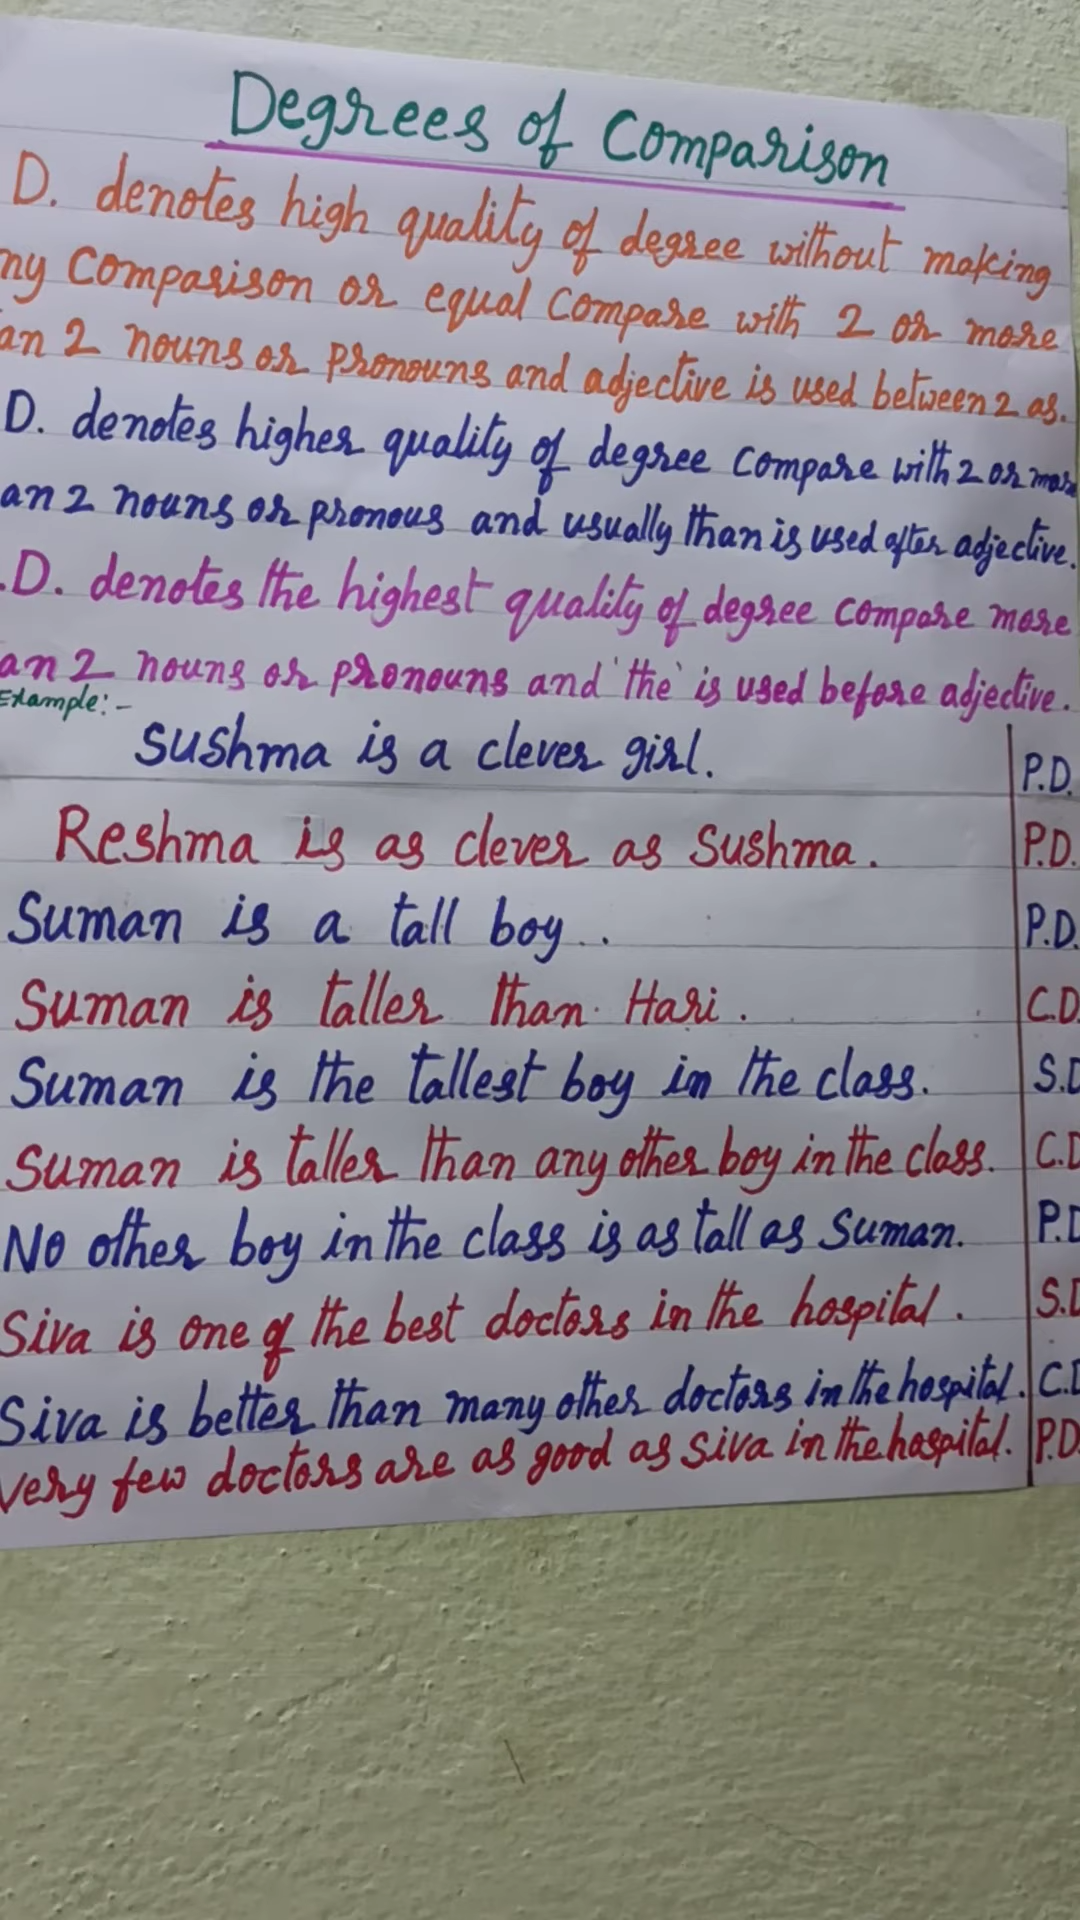 Degrees of Comparison
D. denotes high quality of degree without making
ny Comparison or equal Compare with 2 or more
an 2 nouns or pronouns and adjective is used between 2 as.
D. denotes higher quality of degree Compare with 2 or more
an 2 nouns or pronous and usually than is used after adjective.
.D. denotes the highest quality of degree compare more
an 2 nouns or pronouns and 'the' is used before adjective.
Example:-
Sushma is a clever girl. P.D.
Reshma is as clever as Sushma. P.D.
Suman is a tall boy.. P.D.
Suman is taller than Hari. C.D
Suman is the tallest boy in the class. S.D
Suman is taller than any other boy in the class. C.D
No other boy in the class is as tall as Suman. P.D
Siva is one of the best doctors in the hospital. S.D
Siva is better than many other doctors in the hospital. C.D
Very few doctors are as good as Siva in the hospital. P.D